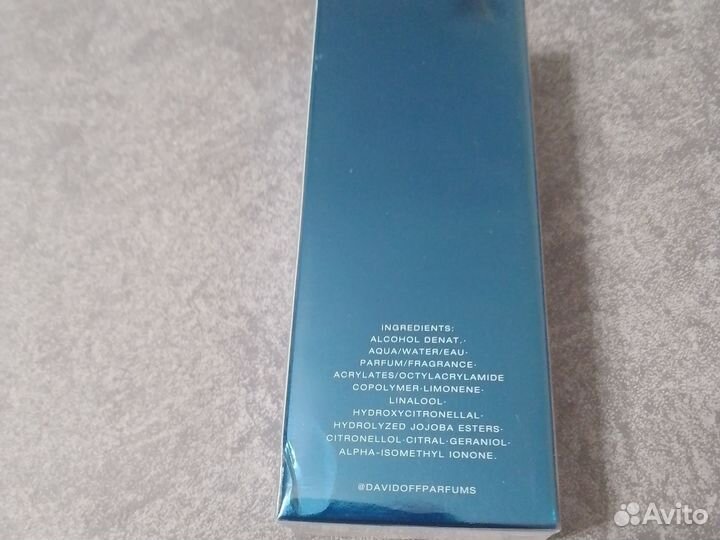 INGREDIENTS:
ALCOHOL DENAT.·
AQUA/WATER/EAU·
PARFUM/FRAGRANCE·
ACRYLATES/OCTYLACRYLAMIDE
COPOLYMER·LIMONENE·
LINALOOL·
HYDROXYCITRONELLAL·
HYDROLYZED JOJOBA ESTERS·
CITRONELLOL·CITRAL·GERANIOL·
ALPHA-ISOMETHYL IONONE.
@DAVIDOFFPARFUMS
Avito